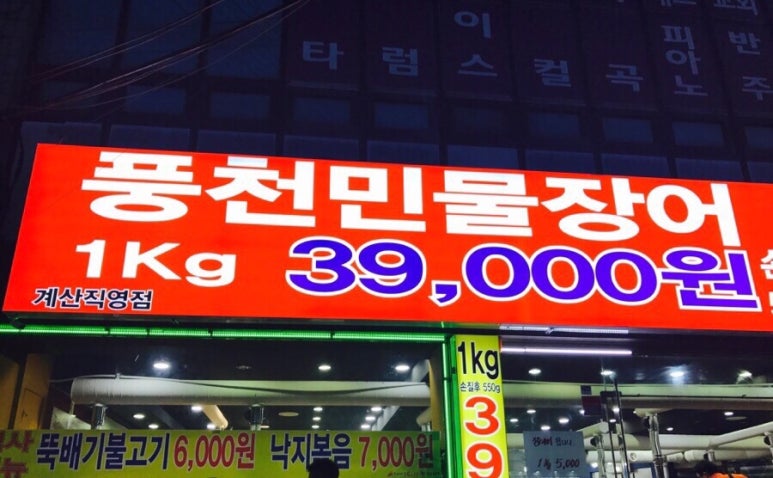 이 피 반
타 럼 스 컬 곡 아 노 주
풍천민물장어
1Kg 39,000원
계산직영점
1kg
손질후 550g
39
뚝배기불고기 6,000원 낙지볶음 7,000원
5,000